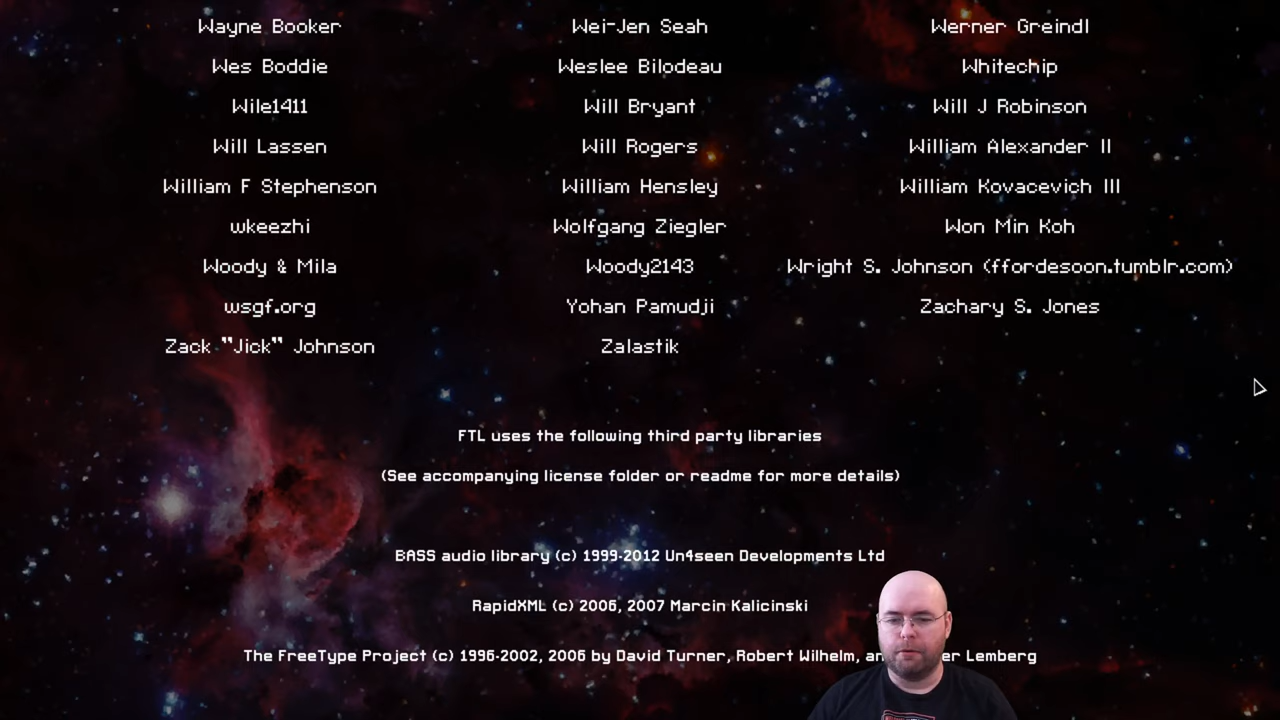 Wayne Booker Wei-Jen Seah Werner Greindl
Wes Boddie Weslee Bilodeau Whitechip
Wile1411 Will Bryant Will J Robinson
Will Lassen Will Rogers William Alexander II
William F Stephenson William Hensley William Kovacevich III
wkeezhi Wolfgang Ziegler Won Min Koh
Woody & Mila Woody2143 Wright S. Johnson (ffordesoon.tumblr.com)
wsgf.org Yohan Pamudji Zachary S. Jones
Zack "Jick" Johnson Zalastik
FTL uses the following third party libraries
(See accompanying license folder or readme for more details)
BASS audio library (c) 1999-2012 Un4seen Developments Ltd
RapidXML (c) 2006, 2007 Marcin Kalicinski
The FreeType Project (c) 1996-2002, 2006 by David Turner, Robert Wilhelm, Lemberg